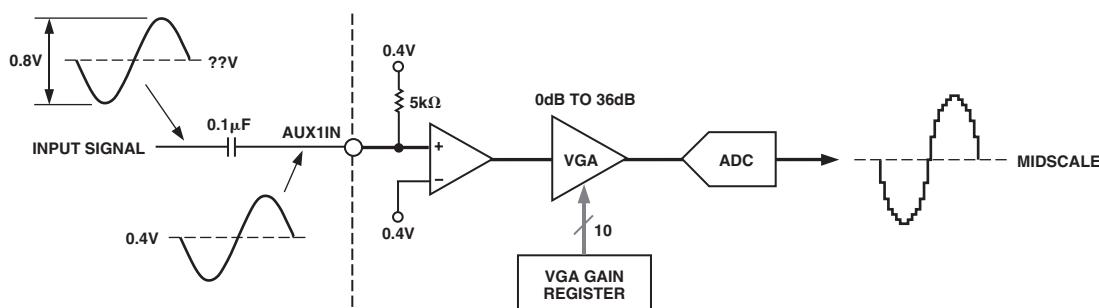 0.8V
??V
0.4V
5kΩ
0dB TO 36dB
0.1μF
AUX1IN
INPUT SIGNAL
+
–
VGA
ADC
MIDSCALE
0.4V
0.4V
10
VGA GAIN
REGISTER